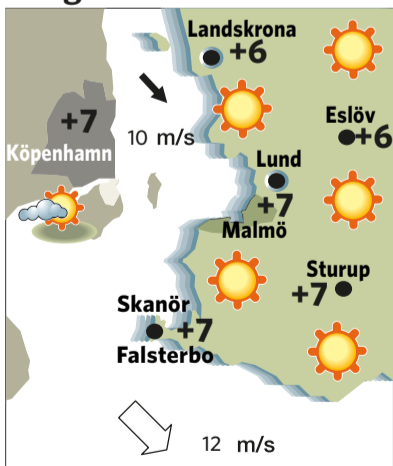 Landskrona
+6
+7
10 m/s
Eslöv
+6
Köpenhamn
Lund
+7
Malmö
Sturup
+7
Skanör
+7
Falsterbo
12 m/s